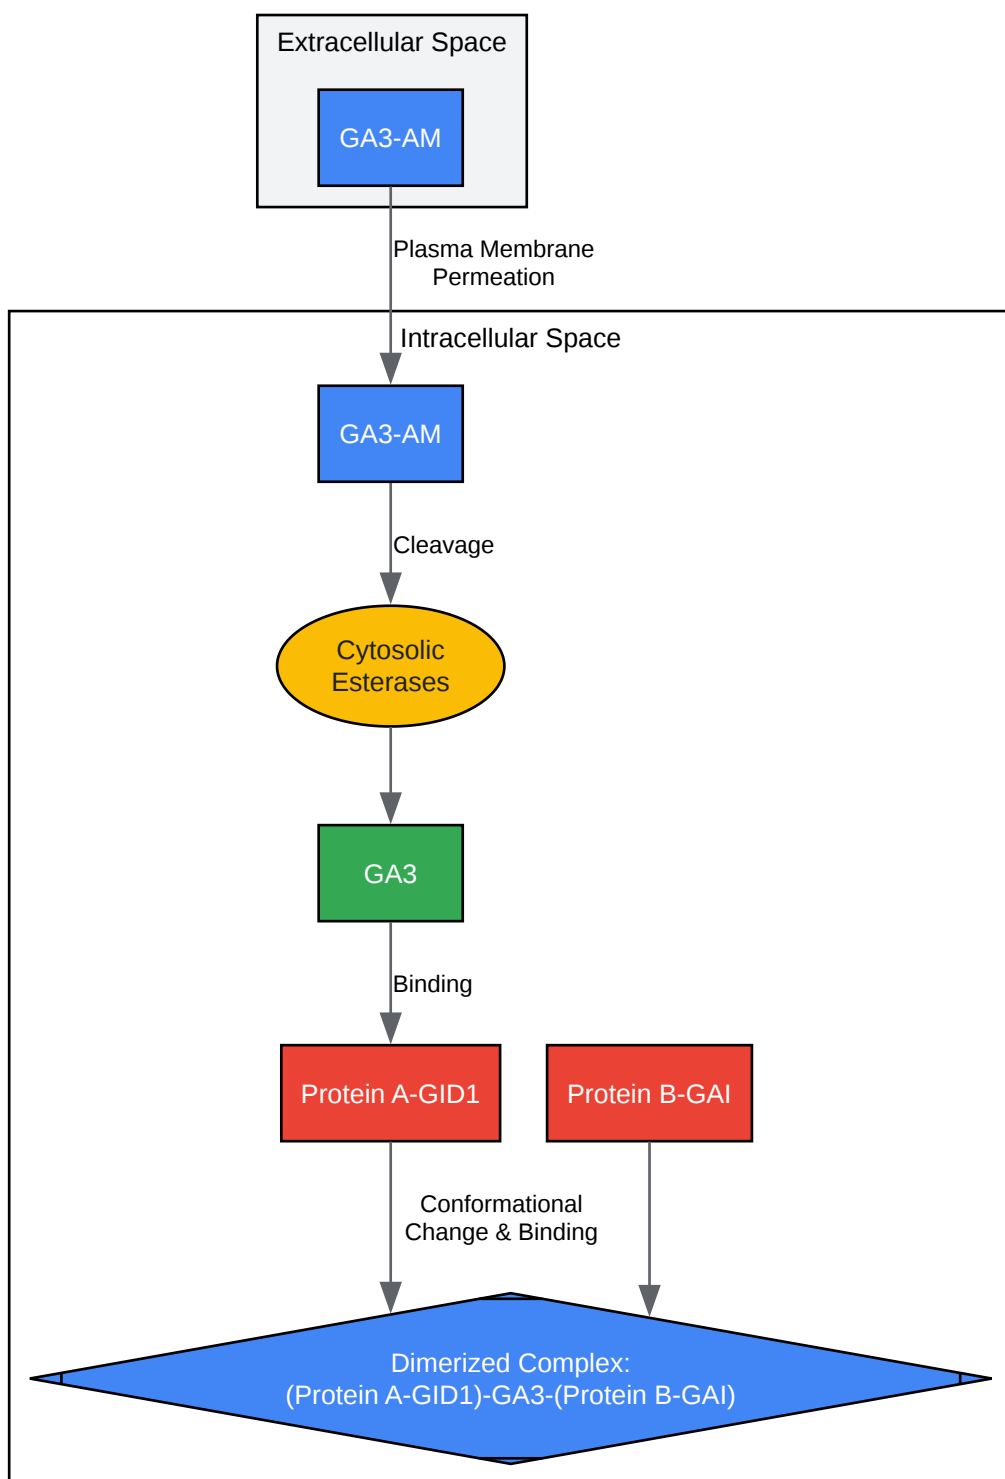 Extracellular Space
GA3-AM
Plasma Membrane
Permeation
Intracellular Space
GA3-AM
Cleavage
Cytosolic
Esterases
GA3
Binding
Protein A-GID1
Protein B-GAI
Conformational
Change & Binding
Dimerized Complex:
(Protein A-GID1)-GA3-(Protein B-GAI)